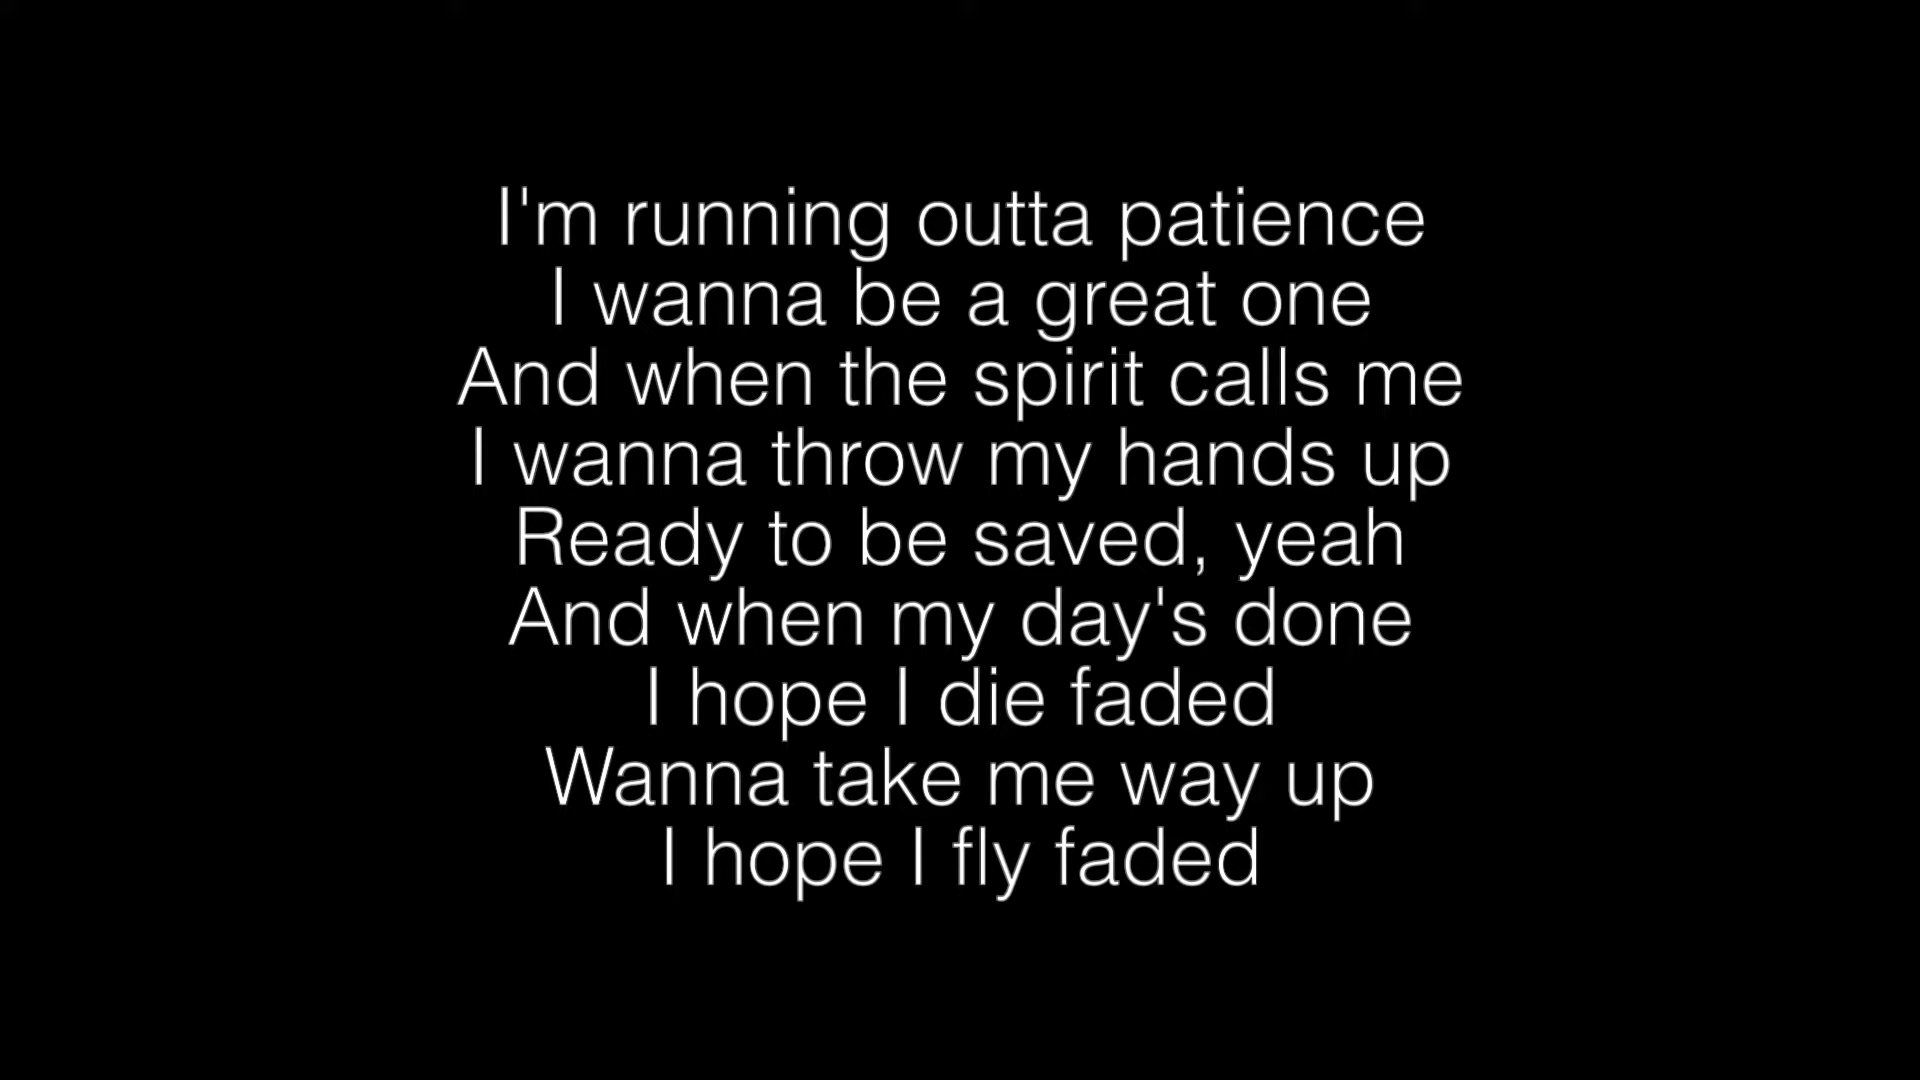 I'm running outta patience
I wanna be a great one
And when the spirit calls me
I wanna throw my hands up
Ready to be saved, yeah
And when my day's done
I hope I die faded
Wanna take me way up
I hope I fly faded